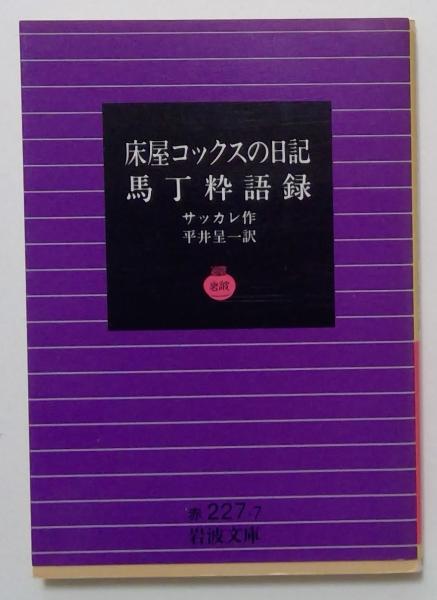 床屋コックスの日記
馬丁粋語録
サッカレ作
平井呈一訳
岩波
赤 227-7
岩波文庫